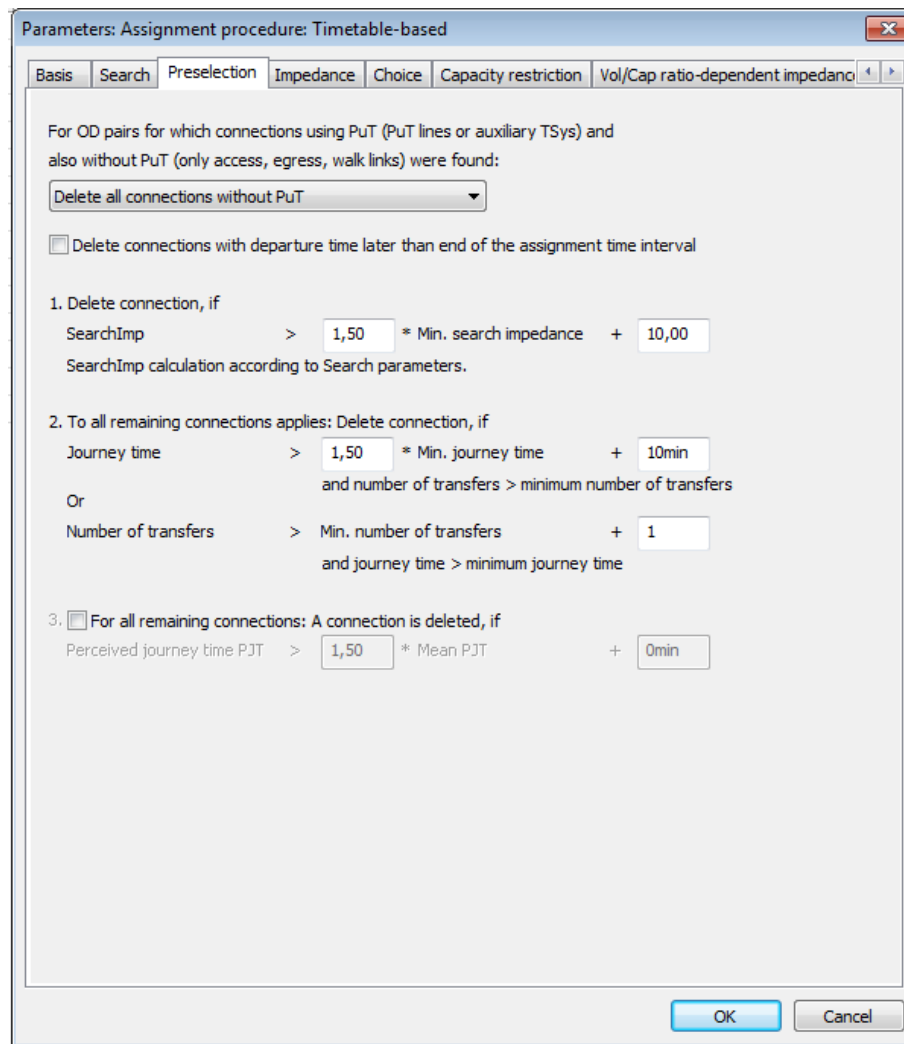 Parameters: Assignment procedure: Timetable-based
Basis Search Preselection Impedance Choice Capacity restriction Vol/Cap ratio-dependent impedanc
For OD pairs for which connections using PuT (PuT lines or auxiliary TSys) and
also without PuT (only access, egress, walk links) were found:
Delete all connections without PuT
Delete connections with departure time later than end of the assignment time interval
1. Delete connection, if
SearchImp > 1,50 * Min. search impedance + 10,00
SearchImp calculation according to Search parameters.
2. To all remaining connections applies: Delete connection, if
Journey time > 1,50 * Min. journey time + 10min
and number of transfers > minimum number of transfers
Or
Number of transfers > Min. number of transfers + 1
and journey time > minimum journey time
3. For all remaining connections: A connection is deleted, if
Perceived journey time PJT > 1,50 * Mean PJT + 0min
OK Cancel